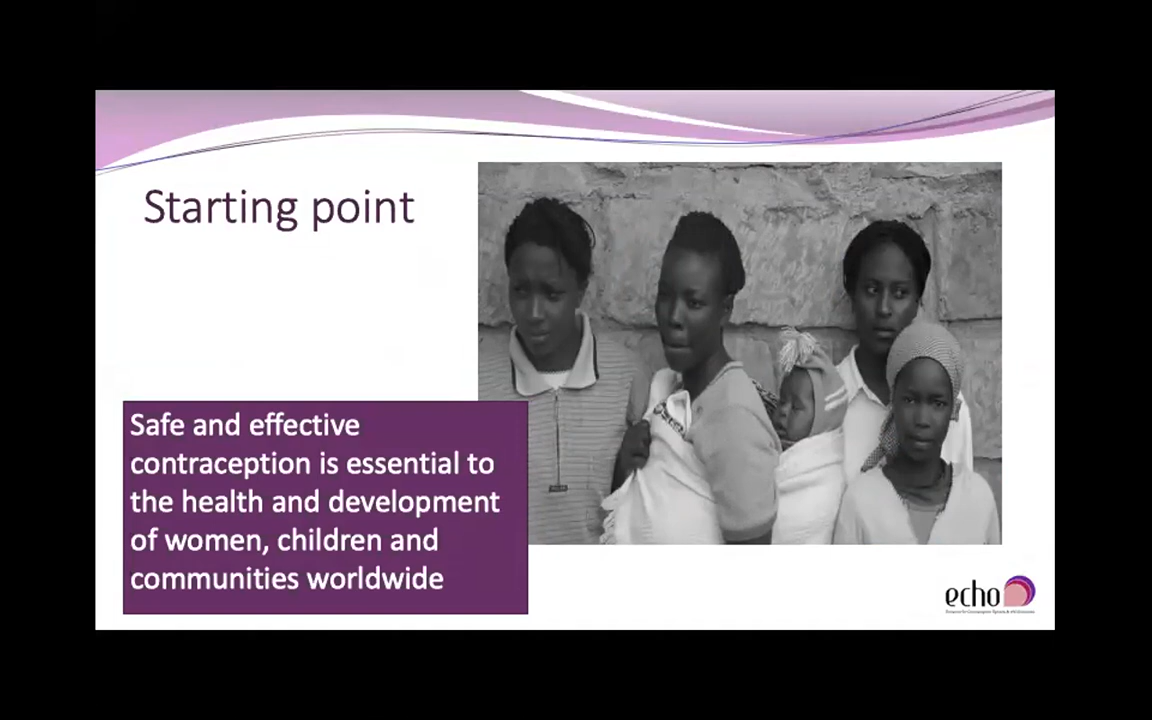 Starting point
Safe and effective
contraception is essential to
the health and development
of women, children and
communities worldwide
echo